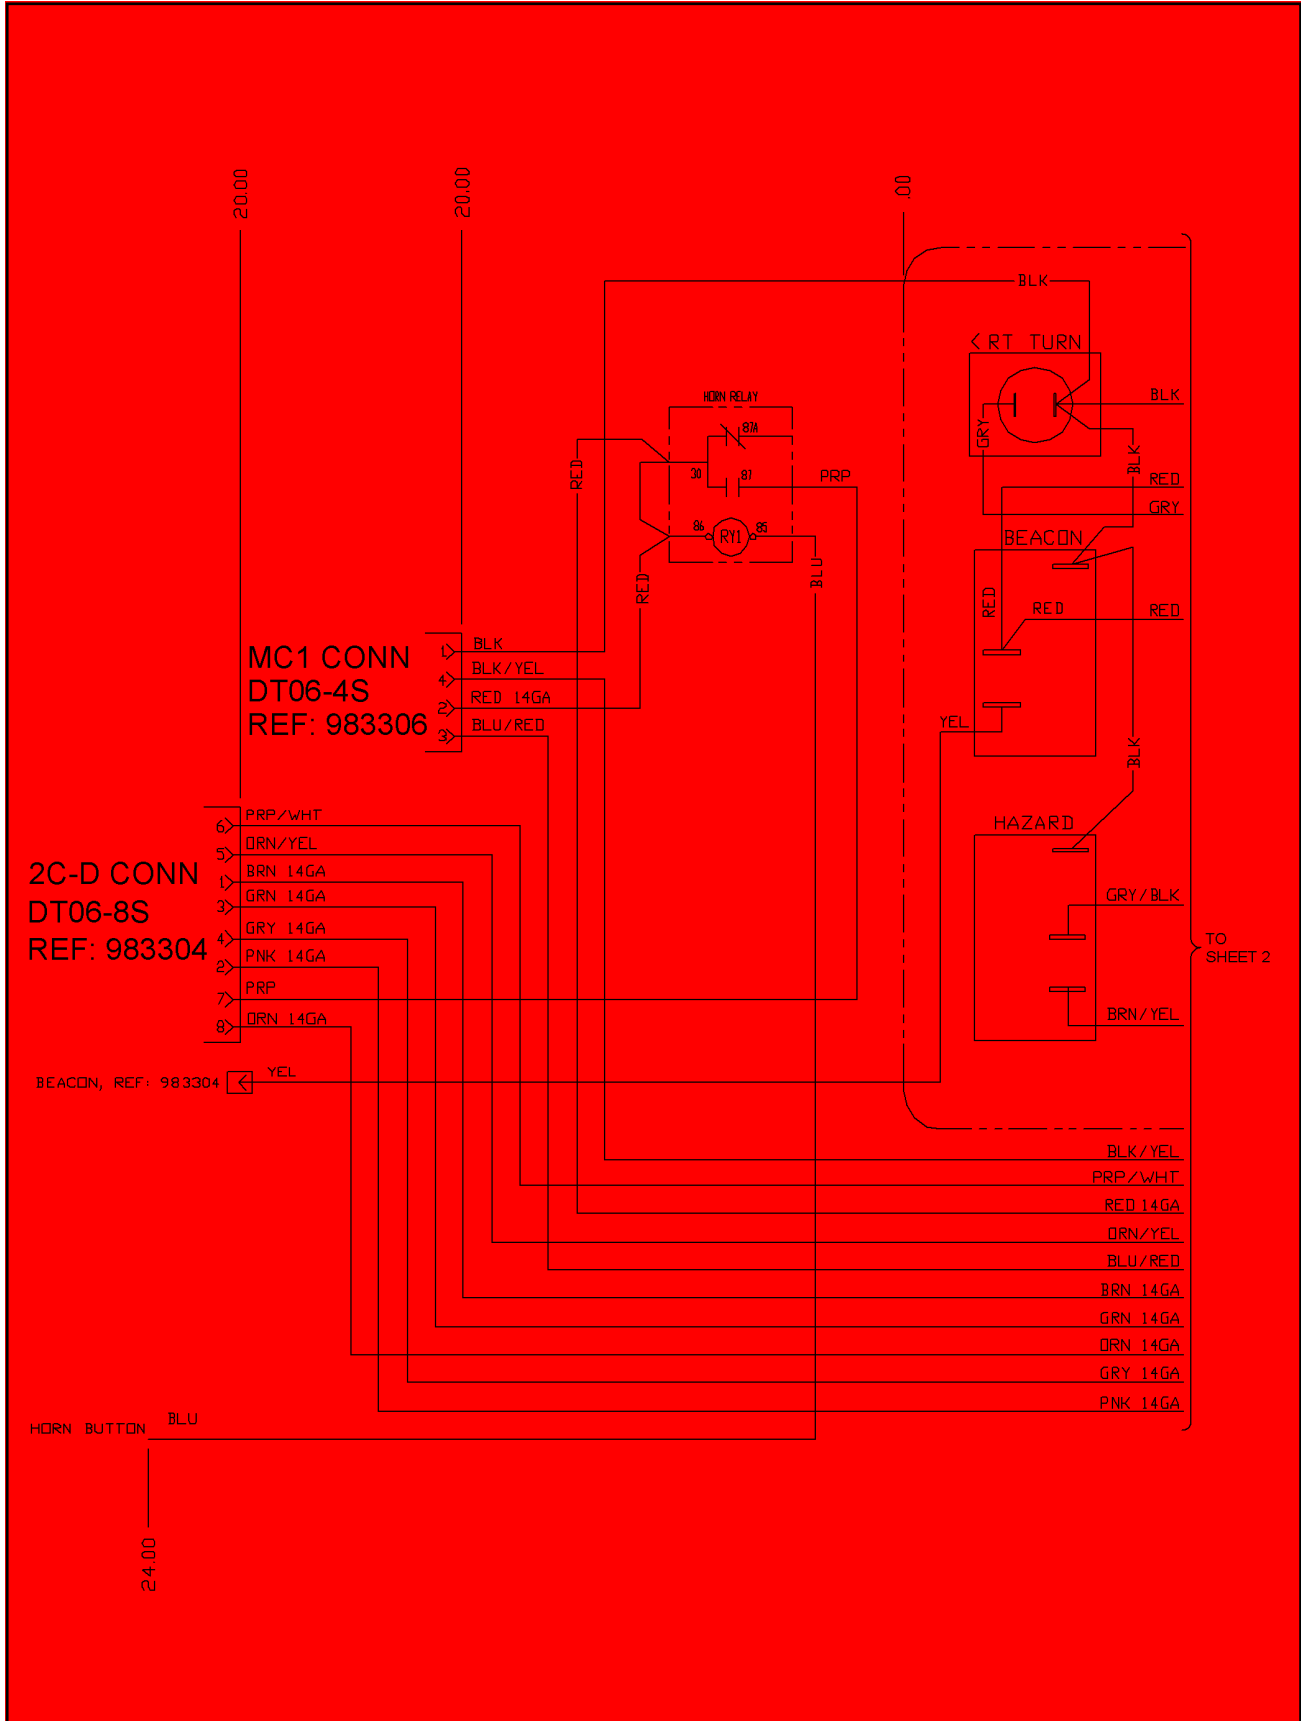 20.00
20.00
.00
BLK
RT TURN
HORN RELAY
87A
BLK
GRY
BLK
RED
30
87
PRP
RED
GRY
86
RY1
85
BEACON
BLU
RED
RED
RED
RED
MC1 CONN
DT06-4S
REF: 983306
1
BLK
4
BLK/YEL
2
RED 14GA
3
BLU/RED
YEL
BLK
2C-D CONN
DT06-8S
REF: 983304
6
PRP/WHT
5
ORN/YEL
1
BRN 14GA
3
GRN 14GA
4
GRY 14GA
2
PNK 14GA
7
PRP
8
ORN 14GA
HAZARD
GRY/BLK
TO
SHEET 2
BRN/YEL
BEACON, REF: 983304
YEL
BLK/YEL
PRP/WHT
RED 14GA
ORN/YEL
BLU/RED
BRN 14GA
GRN 14GA
ORN 14GA
GRY 14GA
PNK 14GA
HORN BUTTON
BLU
24.00